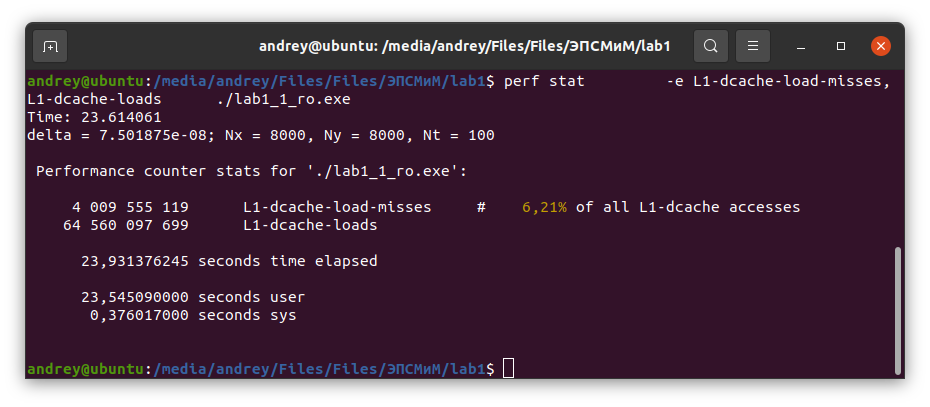 andrey@ubuntu: /media/andrey/Files/Files/ЭПСМиМ/lab1
andrey@ubuntu:/media/andrey/Files/Files/ЭПСМиМ/lab1$ perf stat         -e L1-dcache-load-misses,
L1-dcache-loads      ./lab1_1_ro.exe
Time: 23.614061
delta = 7.501875e-08; Nx = 8000, Ny = 8000, Nt = 100
Performance counter stats for './lab1_1_ro.exe':
4 009 555 119      L1-dcache-load-misses     #    6,21% of all L1-dcache accesses
64 560 097 699      L1-dcache-loads
23,931376245 seconds time elapsed
23,545090000 seconds user
0,376017000 seconds sys
andrey@ubuntu:/media/andrey/Files/Files/ЭПСМиМ/lab1$